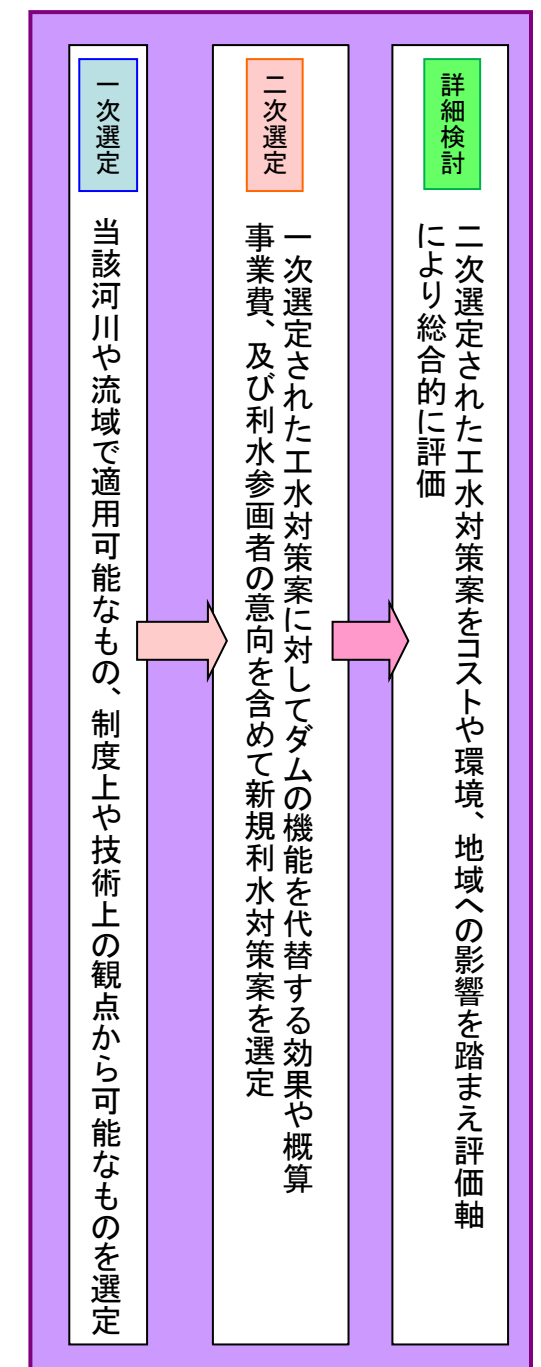 一次選定
当該河川や流域で適用可能なもの、制度上や技術上の観点から可能なものを選定
二次選定
一次選定された工水対策案に対してダムの機能を代替する効果や概算
事業費、及び利水参画者の意向を含めて新規利水対策案を選定
詳細検討
二次選定された工水対策案をコストや環境、地域への影響を踏まえ評価軸
により総合的に評価